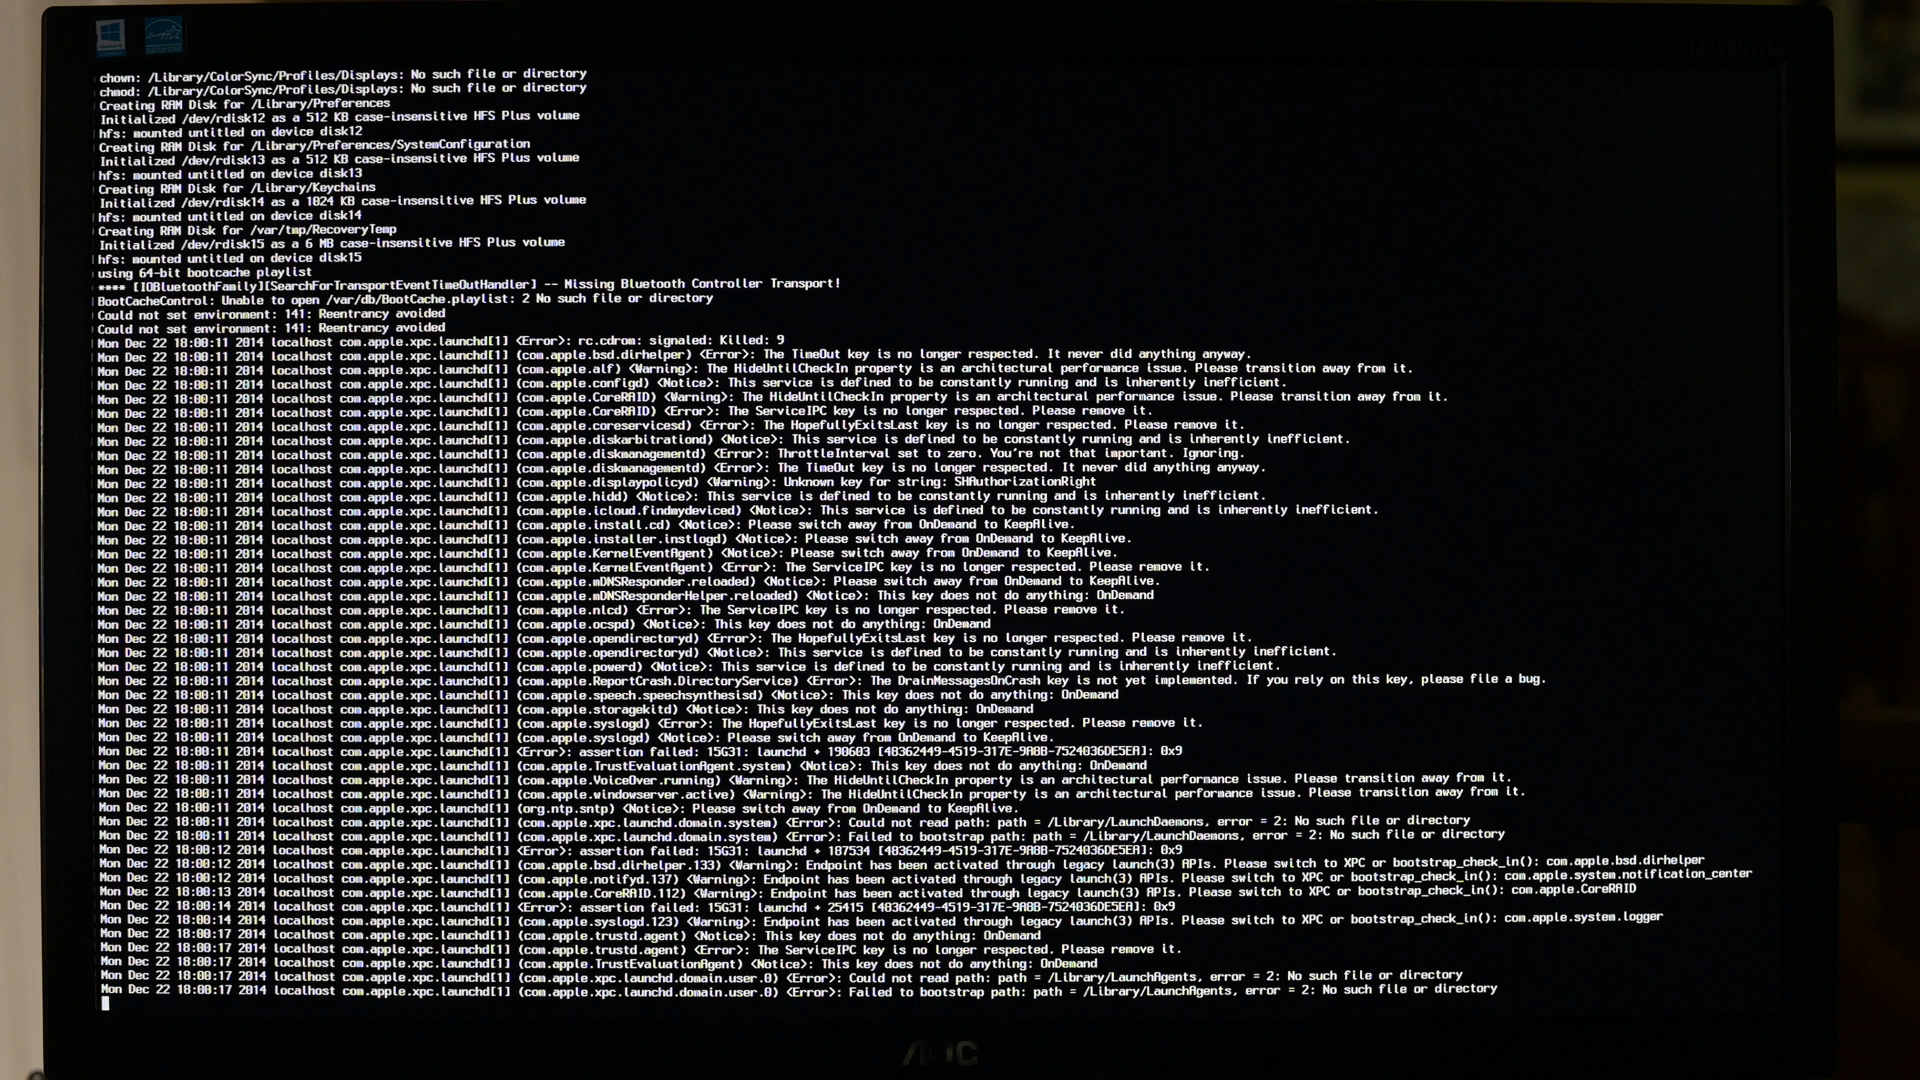 chown: /Library/ColorSync/Profiles/Displays: No such file or directory
chmod: /Library/ColorSync/Profiles/Displays: No such file or directory
Creating RAM Disk for /Library/Preferences
Initialized /dev/rdisk12 as a 512 KB case-insensitive HFS Plus volume
hfs: mounted untitled on device disk12
Creating RAM Disk for /Library/Preferences/SystemConfiguration
Initialized /dev/rdisk13 as a 512 KB case-insensitive HFS Plus volume
hfs: mounted untitled on device disk13
Creating RAM Disk for /Library/Keychains
Initialized /dev/rdisk14 as a 1024 KB case-insensitive HFS Plus volume
hfs: mounted untitled on device disk14
Creating RAM Disk for /var/tmp/RecoveryTemp
Initialized /dev/rdisk15 as a 6 MB case-insensitive HFS Plus volume
hfs: mounted untitled on device disk15
using 64-bit bootcache playlist
**** [IOBluetoothFamily][SearchForTransportEventTimeOutHandler] -- Missing Bluetooth Controller Transport!
BootCacheControl: Unable to open /var/db/BootCache.playlist: 2 No such file or directory
Could not set environment: 141: Reentrancy avoided
Could not set environment: 141: Reentrancy avoided
Mon Dec 22 18:00:11 2014 localhost com.apple.xpc.launchd[1] <Error>: rc.cdrom: signaled: Killed: 9
Mon Dec 22 18:00:11 2014 localhost com.apple.xpc.launchd[1] (com.apple.bsd.dirhelper) <Error>: The TimeOut key is no longer respected. It never did anything anyway.
Mon Dec 22 18:00:11 2014 localhost com.apple.xpc.launchd[1] (com.apple.alf) <Warning>: The HideUntilCheckIn property is an architectural performance issue. Please transition away from it.
Mon Dec 22 18:00:11 2014 localhost com.apple.xpc.launchd[1] (com.apple.configd) <Notice>: This service is defined to be constantly running and is inherently inefficient.
Mon Dec 22 18:00:11 2014 localhost com.apple.xpc.launchd[1] (com.apple.CoreRAID) <Warning>: The HideUntilCheckIn property is an architectural performance issue. Please transition away from it.
Mon Dec 22 18:00:11 2014 localhost com.apple.xpc.launchd[1] (com.apple.CoreRAID) <Error>: The ServiceIPC key is no longer respected. Please remove it.
Mon Dec 22 18:00:11 2014 localhost com.apple.xpc.launchd[1] (com.apple.coreservicesd) <Error>: The HopefullyExitsLast key is no longer respected. Please remove it.
Mon Dec 22 18:00:11 2014 localhost com.apple.xpc.launchd[1] (com.apple.diskarbitrationd) <Notice>: This service is defined to be constantly running and is inherently inefficient.
Mon Dec 22 18:00:11 2014 localhost com.apple.xpc.launchd[1] (com.apple.diskmanagementd) <Error>: ThrottleInterval set to zero. You're not that important. Ignoring.
Mon Dec 22 18:00:11 2014 localhost com.apple.xpc.launchd[1] (com.apple.diskmanagementd) <Error>: The TimeOut key is no longer respected. It never did anything anyway.
Mon Dec 22 18:00:11 2014 localhost com.apple.xpc.launchd[1] (com.apple.displaypolicyd) <Warning>: Unknown key for string: SHAuthorizationRight
Mon Dec 22 18:00:11 2014 localhost com.apple.xpc.launchd[1] (com.apple.hidd) <Notice>: This service is defined to be constantly running and is inherently inefficient.
Mon Dec 22 18:00:11 2014 localhost com.apple.xpc.launchd[1] (com.apple.icloud.findmydeviced) <Notice>: This service is defined to be constantly running and is inherently inefficient.
Mon Dec 22 18:00:11 2014 localhost com.apple.xpc.launchd[1] (com.apple.install.cd) <Notice>: Please switch away from OnDemand to KeepAlive.
Mon Dec 22 18:00:11 2014 localhost com.apple.xpc.launchd[1] (com.apple.installer.instlogd) <Notice>: Please switch away from OnDemand to KeepAlive.
Mon Dec 22 18:00:11 2014 localhost com.apple.xpc.launchd[1] (com.apple.KernelEventAgent) <Notice>: Please switch away from OnDemand to KeepAlive.
Mon Dec 22 18:00:11 2014 localhost com.apple.xpc.launchd[1] (com.apple.KernelEventAgent) <Error>: The ServiceIPC key is no longer respected. Please remove it.
Mon Dec 22 18:00:11 2014 localhost com.apple.xpc.launchd[1] (com.apple.mDNSResponder.reloaded) <Notice>: Please switch away from OnDemand to KeepAlive.
Mon Dec 22 18:00:11 2014 localhost com.apple.xpc.launchd[1] (com.apple.mDNSResponderHelper.reloaded) <Notice>: This key does not do anything: OnDemand
Mon Dec 22 18:00:11 2014 localhost com.apple.xpc.launchd[1] (com.apple.nlcd) <Error>: The ServiceIPC key is no longer respected. Please remove it.
Mon Dec 22 18:00:11 2014 localhost com.apple.xpc.launchd[1] (com.apple.ocspd) <Notice>: This key does not do anything: OnDemand
Mon Dec 22 18:00:11 2014 localhost com.apple.xpc.launchd[1] (com.apple.opendirectoryd) <Error>: The HopefullyExitsLast key is no longer respected. Please remove it.
Mon Dec 22 18:00:11 2014 localhost com.apple.xpc.launchd[1] (com.apple.opendirectoryd) <Notice>: This service is defined to be constantly running and is inherently inefficient.
Mon Dec 22 18:00:11 2014 localhost com.apple.xpc.launchd[1] (com.apple.powerd) <Notice>: This service is defined to be constantly running and is inherently inefficient.
Mon Dec 22 18:00:11 2014 localhost com.apple.xpc.launchd[1] (com.apple.ReportCrash.DirectoryService) <Error>: The DrainMessagesOnCrash key is not yet implemented. If you rely on this key, please file a bug.
Mon Dec 22 18:00:11 2014 localhost com.apple.xpc.launchd[1] (com.apple.speech.speechsynthesisd) <Notice>: This key does not do anything: OnDemand
Mon Dec 22 18:00:11 2014 localhost com.apple.xpc.launchd[1] (com.apple.storagekitd) <Notice>: This key does not do anything: OnDemand
Mon Dec 22 18:00:11 2014 localhost com.apple.xpc.launchd[1] (com.apple.syslogd) <Error>: The HopefullyExitsLast key is no longer respected. Please remove it.
Mon Dec 22 18:00:11 2014 localhost com.apple.xpc.launchd[1] (com.apple.syslogd) <Notice>: Please switch away from OnDemand to KeepAlive.
Mon Dec 22 18:00:11 2014 localhost com.apple.xpc.launchd[1] <Error>: assertion failed: 15G31: launchd + 190603 [40362449-4519-317E-9A8B-7524036DE5EA]: 0x9
Mon Dec 22 18:00:11 2014 localhost com.apple.xpc.launchd[1] (com.apple.TrustEvaluationAgent.system) <Notice>: This key does not do anything: OnDemand
Mon Dec 22 18:00:11 2014 localhost com.apple.xpc.launchd[1] (com.apple.VoiceOver.running) <Warning>: The HideUntilCheckIn property is an architectural performance issue. Please transition away from it.
Mon Dec 22 18:00:11 2014 localhost com.apple.xpc.launchd[1] (com.apple.windowserver.active) <Warning>: The HideUntilCheckIn property is an architectural performance issue. Please transition away from it.
Mon Dec 22 18:00:11 2014 localhost com.apple.xpc.launchd[1] (org.ntp.sntp) <Notice>: Please switch away from OnDemand to KeepAlive.
Mon Dec 22 18:00:11 2014 localhost com.apple.xpc.launchd[1] (com.apple.xpc.launchd.domain.system) <Error>: Could not read path: path = /Library/LaunchDaemons, error = 2: No such file or directory
Mon Dec 22 18:00:11 2014 localhost com.apple.xpc.launchd[1] (com.apple.xpc.launchd.domain.system) <Error>: Failed to bootstrap path: path = /Library/LaunchDaemons, error = 2: No such file or directory
Mon Dec 22 18:00:12 2014 localhost com.apple.xpc.launchd[1] <Error>: assertion failed: 15G31: launchd + 187534 [40362449-4519-317E-9A8B-7524036DE5EA]: 0x9
Mon Dec 22 18:00:12 2014 localhost com.apple.xpc.launchd[1] (com.apple.bsd.dirhelper.133) <Warning>: Endpoint has been activated through legacy launch(3) APIs. Please switch to XPC or bootstrap_check_in(): com.apple.bsd.dirhelper
Mon Dec 22 18:00:12 2014 localhost com.apple.xpc.launchd[1] (com.apple.notifyd.137) <Warning>: Endpoint has been activated through legacy launch(3) APIs. Please switch to XPC or bootstrap_check_in(): com.apple.system.notification_center
Mon Dec 22 18:00:13 2014 localhost com.apple.xpc.launchd[1] (com.apple.CoreRAID.112) <Warning>: Endpoint has been activated through legacy launch(3) APIs. Please switch to XPC or bootstrap_check_in(): com.apple.CoreRAID
Mon Dec 22 18:00:14 2014 localhost com.apple.xpc.launchd[1] <Error>: assertion failed: 15G31: launchd + 25415 [40362449-4519-317E-9A8B-7524036DE5EA]: 0x9
Mon Dec 22 18:00:14 2014 localhost com.apple.xpc.launchd[1] (com.apple.syslogd.123) <Warning>: Endpoint has been activated through legacy launch(3) APIs. Please switch to XPC or bootstrap_check_in(): com.apple.system.logger
Mon Dec 22 18:00:17 2014 localhost com.apple.xpc.launchd[1] (com.apple.trustd.agent) <Notice>: This key does not do anything: OnDemand
Mon Dec 22 18:00:17 2014 localhost com.apple.xpc.launchd[1] (com.apple.trustd.agent) <Error>: The ServiceIPC key is no longer respected. Please remove it.
Mon Dec 22 18:00:17 2014 localhost com.apple.xpc.launchd[1] (com.apple.TrustEvaluationAgent) <Notice>: This key does not do anything: OnDemand
Mon Dec 22 18:00:17 2014 localhost com.apple.xpc.launchd[1] (com.apple.xpc.launchd.domain.user.0) <Error>: Could not read path: path = /Library/LaunchAgents, error = 2: No such file or directory
Mon Dec 22 18:00:17 2014 localhost com.apple.xpc.launchd[1] (com.apple.xpc.launchd.domain.user.0) <Error>: Failed to bootstrap path: path = /Library/LaunchAgents, error = 2: No such file or directory
AOC